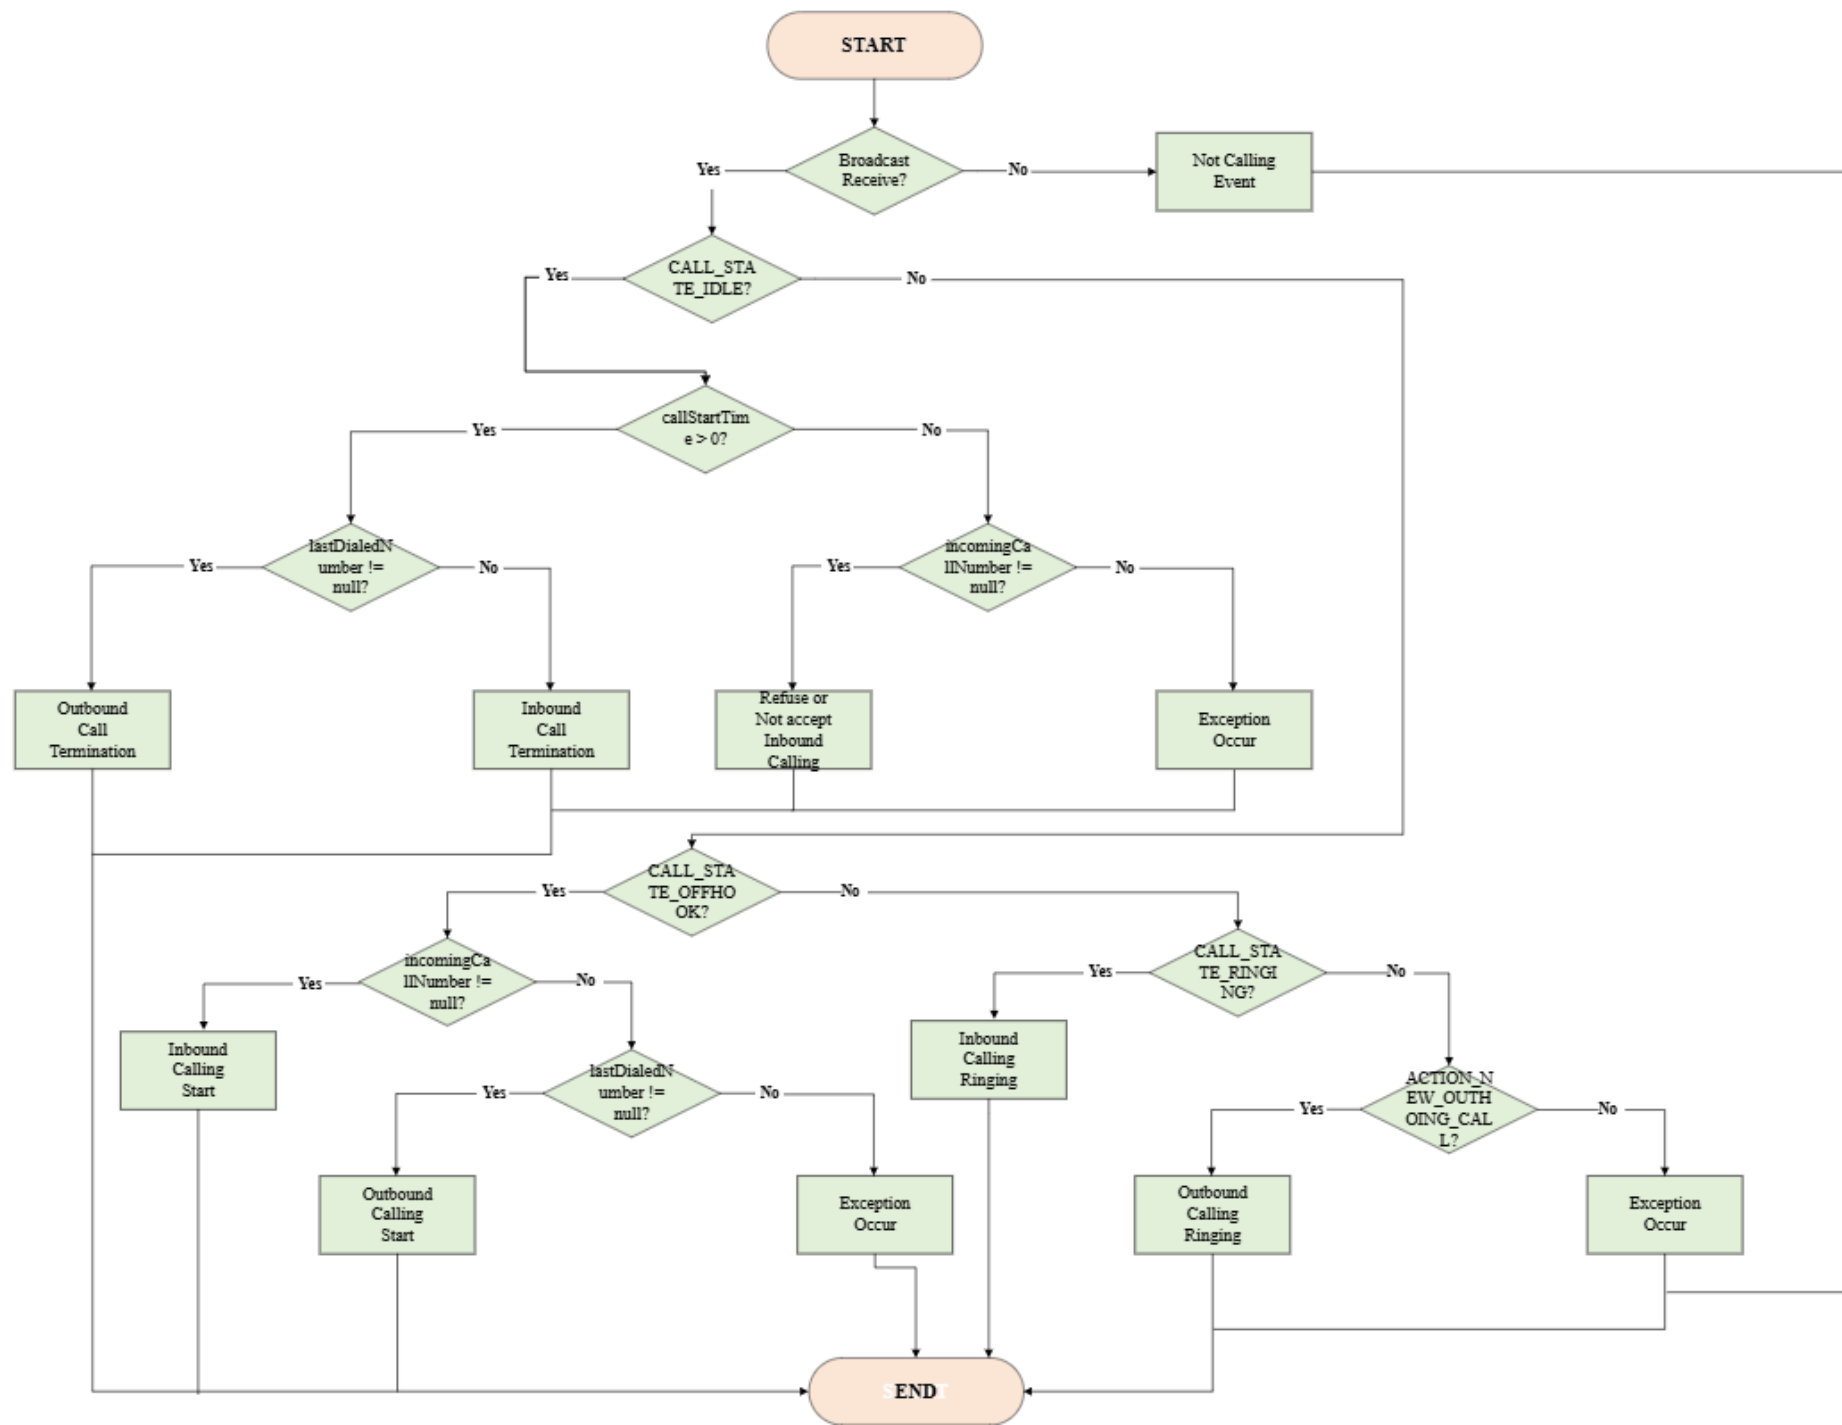 START
Broadcast
Receive?
Yes
No
Not Calling
Event
CALL_STA
TE_IDLE?
Yes
No
callStartTim
e > 0?
Yes
No
lastDialedN
umber !=
null?
Yes
No
incomingCa
llNumber !=
null?
Yes
No
Outbound
Call
Termination
Inbound
Call
Termination
Refuse or
Not accept
Inbound
Calling
Exception
Occur
CALL_STA
TE_OFFHO
OK?
Yes
No
incomingCa
llNumber !=
null?
Yes
No
CALL_STA
TE_RINGI
NG?
Yes
No
Inbound
Calling
Start
lastDialedN
umber !=
null?
Yes
No
Inbound
Calling
Ringing
ACTION_N
EW_OUTH
OING_CAL
L?
Yes
No
Outbound
Calling
Start
Exception
Occur
Outbound
Calling
Ringing
Exception
Occur
END